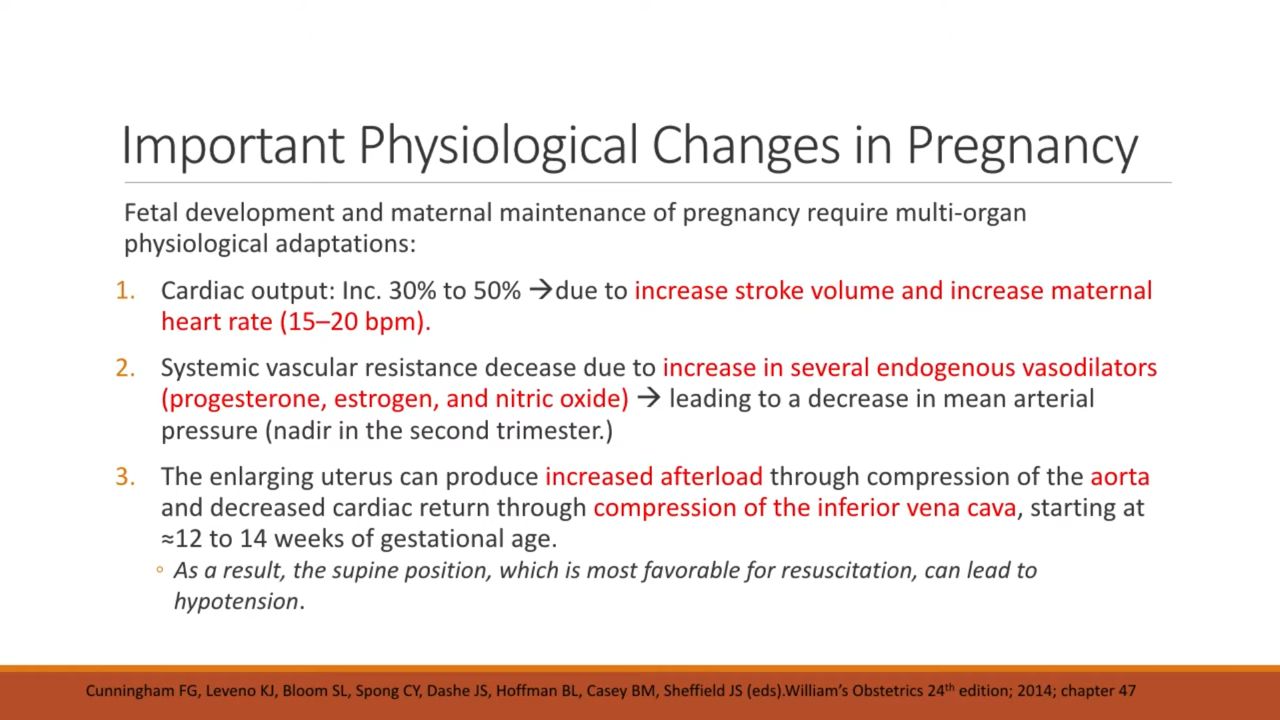 Important Physiological Changes in Pregnancy
Fetal development and maternal maintenance of pregnancy require multi-organ
physiological adaptations:
1. Cardiac output: Inc. 30% to 50% →due to increase stroke volume and increase maternal
heart rate (15–20 bpm).
2. Systemic vascular resistance decease due to increase in several endogenous vasodilators
(progesterone, estrogen, and nitric oxide) → leading to a decrease in mean arterial
pressure (nadir in the second trimester.)
3. The enlarging uterus can produce increased afterload through compression of the aorta
and decreased cardiac return through compression of the inferior vena cava, starting at
≈12 to 14 weeks of gestational age.
◦ As a result, the supine position, which is most favorable for resuscitation, can lead to
hypotension.
Cunningham FG, Leveno KJ, Bloom SL, Spong CY, Dashe JS, Hoffman BL, Casey BM, Sheffield JS (eds).William's Obstetrics 24th edition; 2014; chapter 47